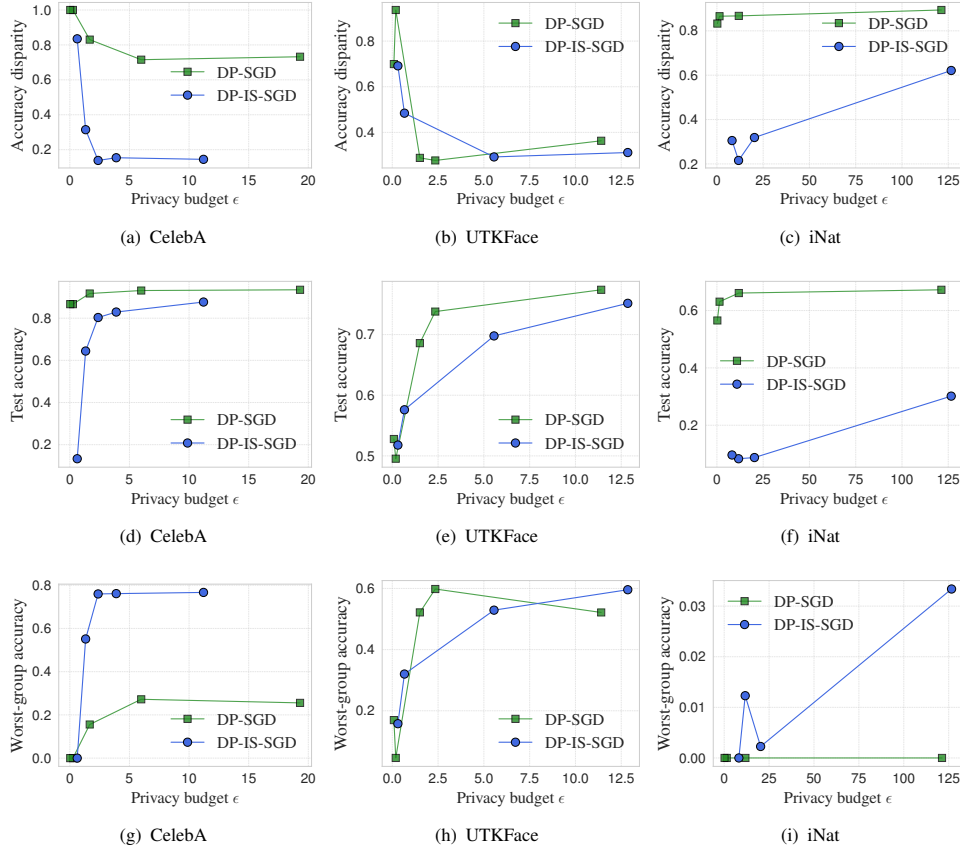 Accuracy disparity
1.0
0.8
0.6
0.4
0.2
DP-SGD
DP-IS-SGD
0 5 10 15 20
Privacy budget ϵ
(a) CelebA
Accuracy disparity
0.8
0.6
0.4
DP-SGD
DP-IS-SGD
0.0 2.5 5.0 7.5 10.0 12.5
Privacy budget ϵ
(b) UTKFace
Accuracy disparity
0.8
0.6
0.4
0.2
DP-SGD
DP-IS-SGD
0 25 50 75 100 125
Privacy budget ϵ
(c) iNat
Test accuracy
0.8
0.6
0.4
0.2
DP-SGD
DP-IS-SGD
0 5 10 15 20
Privacy budget ϵ
(d) CelebA
Test accuracy
0.7
0.6
0.5
DP-SGD
DP-IS-SGD
0.0 2.5 5.0 7.5 10.0 12.5
Privacy budget ϵ
(e) UTKFace
Test accuracy
0.6
0.4
0.2
DP-SGD
DP-IS-SGD
0 25 50 75 100 125
Privacy budget ϵ
(f) iNat
Worst-group accuracy
0.8
0.6
0.4
0.2
0.0
DP-SGD
DP-IS-SGD
0 5 10 15 20
Privacy budget ϵ
(g) CelebA
Worst-group accuracy
0.6
0.4
0.2
DP-SGD
DP-IS-SGD
0.0 2.5 5.0 7.5 10.0 12.5
Privacy budget ϵ
(h) UTKFace
Worst-group accuracy
0.03
0.02
0.01
0.00
DP-SGD
DP-IS-SGD
0 25 50 75 100 125
Privacy budget ϵ
(i) iNat